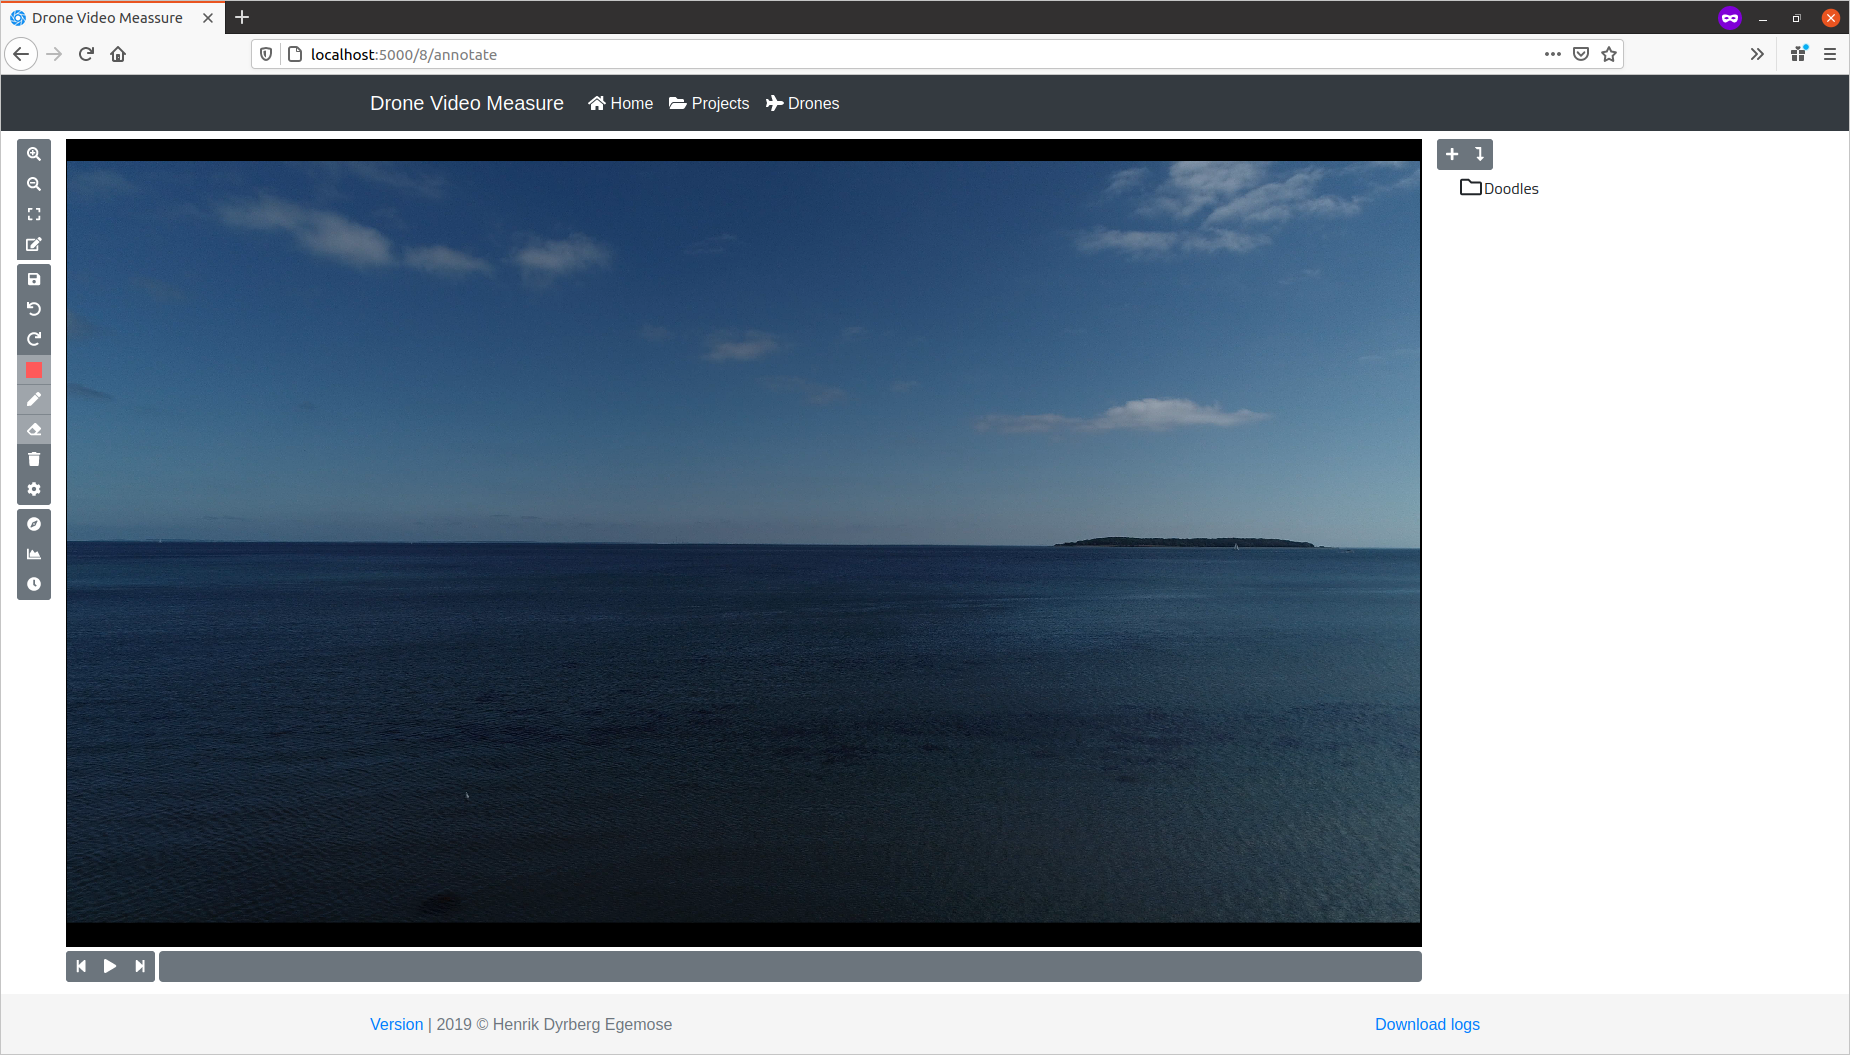 Drone Video Meassure
localhost:5000/8/annotate
Drone Video Measure Home Projects Drones
Doodles
Version | 2019 © Henrik Dyrberg Egemose
Download logs